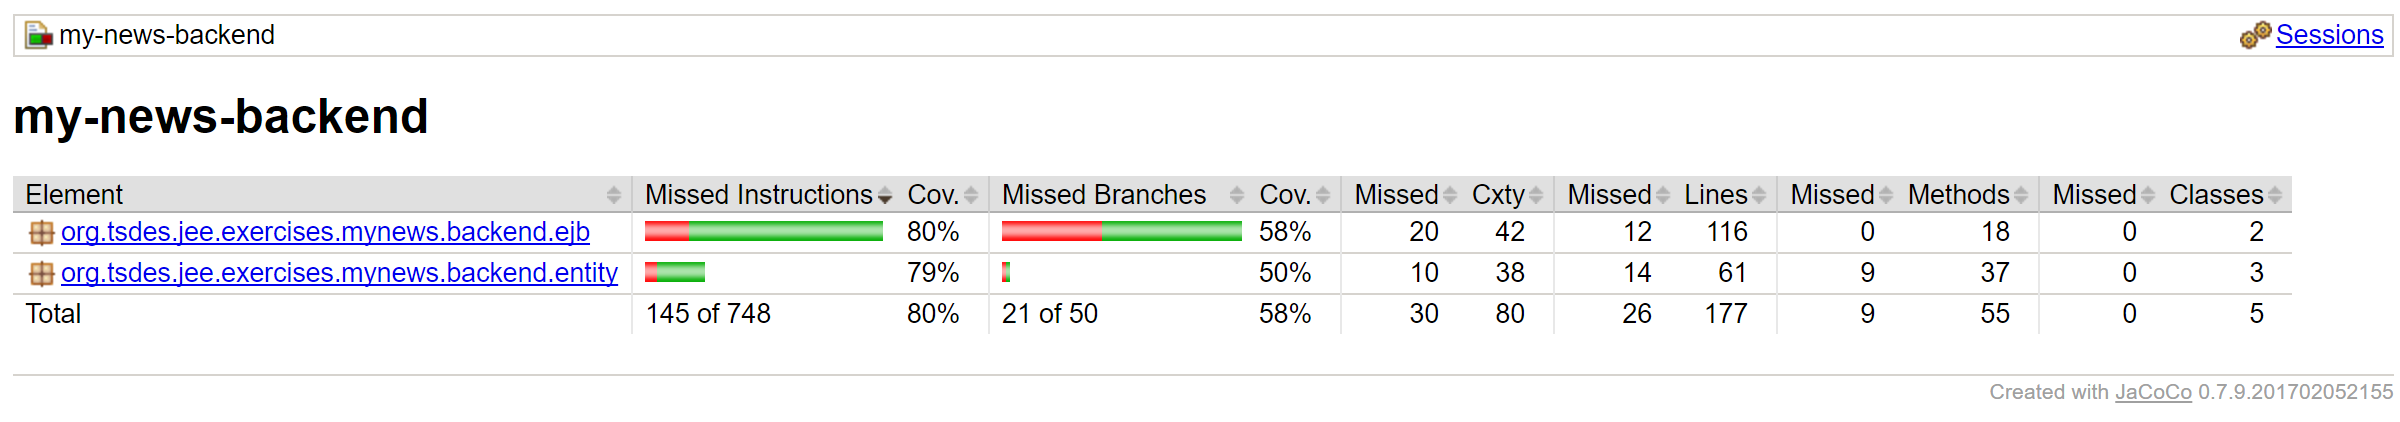 my-news-backend Sessions
my-news-backend
Element Missed Instructions Cov. Missed Branches Cov. Missed Cxty Missed Lines Missed Methods Missed Classes
org.tsdes.jee.exercises.mynews.backend.ejb 80% 58% 20 42 12 116 0 18 0 2
org.tsdes.jee.exercises.mynews.backend.entity 79% 50% 10 38 14 61 9 37 0 3
Total 145 of 748 80% 21 of 50 58% 30 80 26 177 9 55 0 5
Created with JaCoCo 0.7.9.201702052155